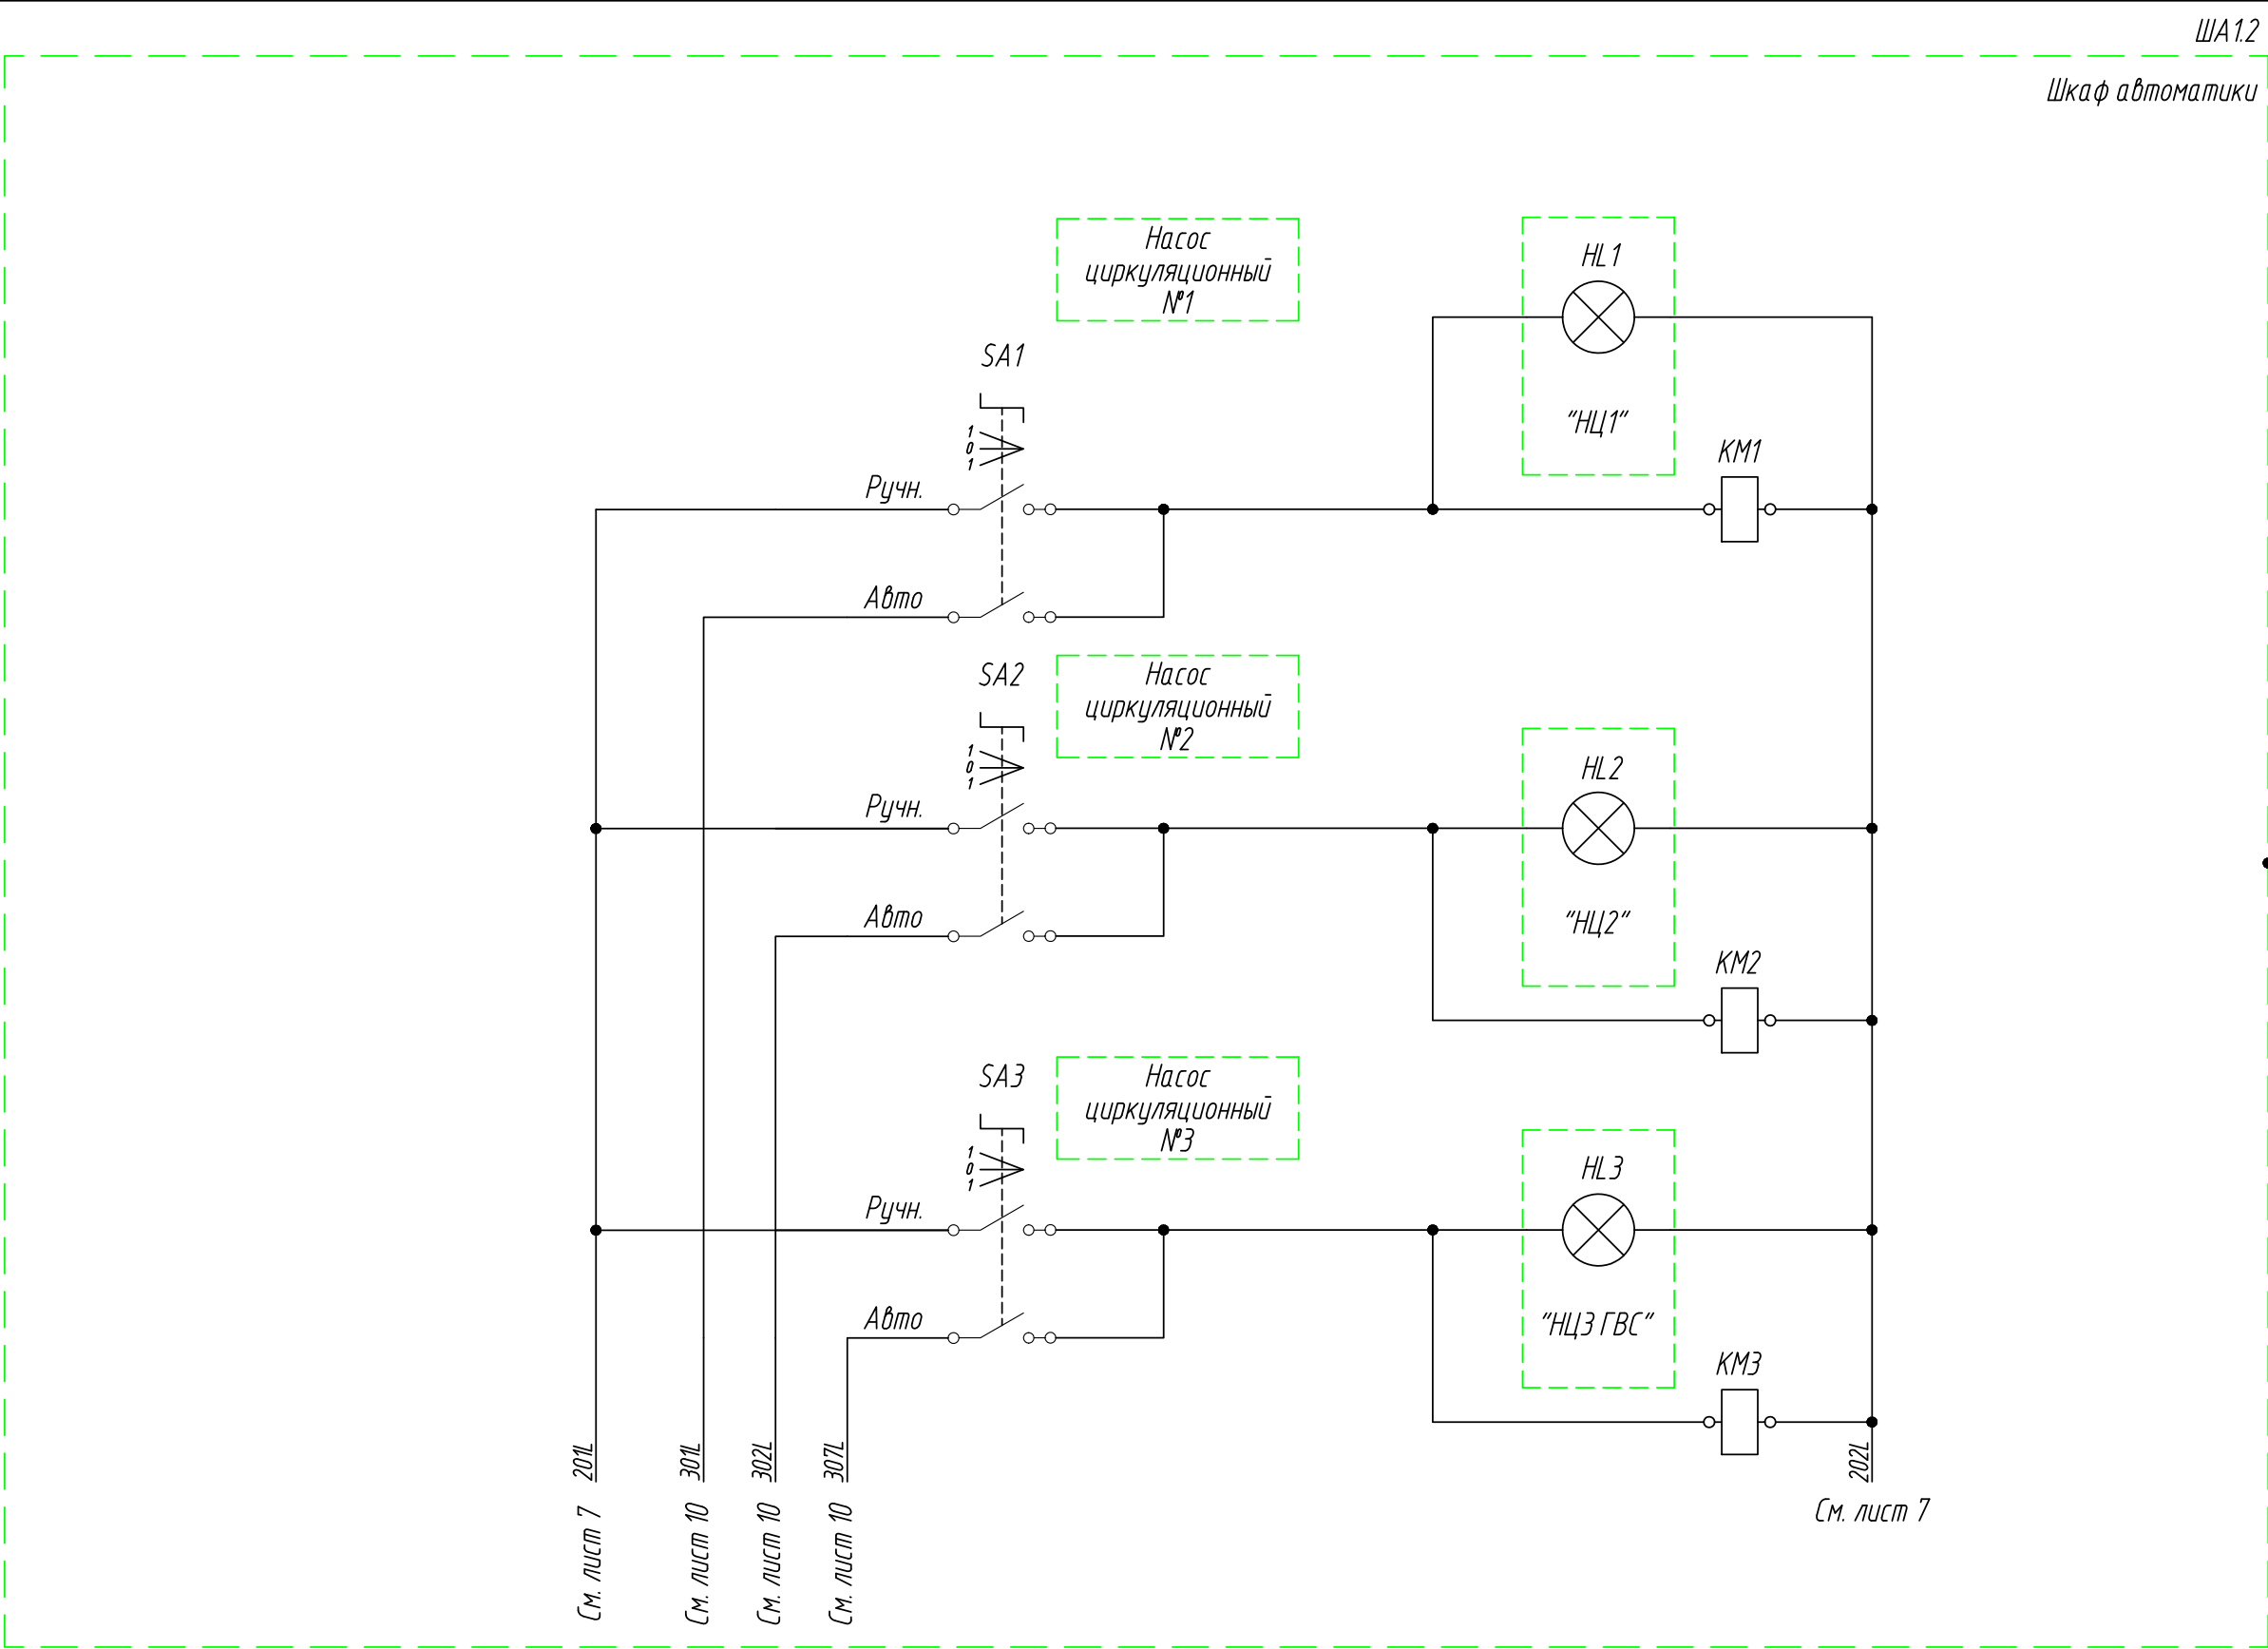 ША1.2
Шкаф автоматики
Насос
циркуляционный
№1
HL1
SA1
"НЦ1"
1
0
1
KM1
Ручн.
Авто
SA2
Насос
циркуляционный
№2
1
0
1
HL2
Ручн.
Авто
"НЦ2"
KM2
SA3
Насос
циркуляционный
№3
1
0
1
HL3
Ручн.
Авто
"НЦ3 ГВС"
KM3
См. лист 7 201L
См. лист 10 301L
См. лист 10 302L
См. лист 10 307L
202L
См. лист 7